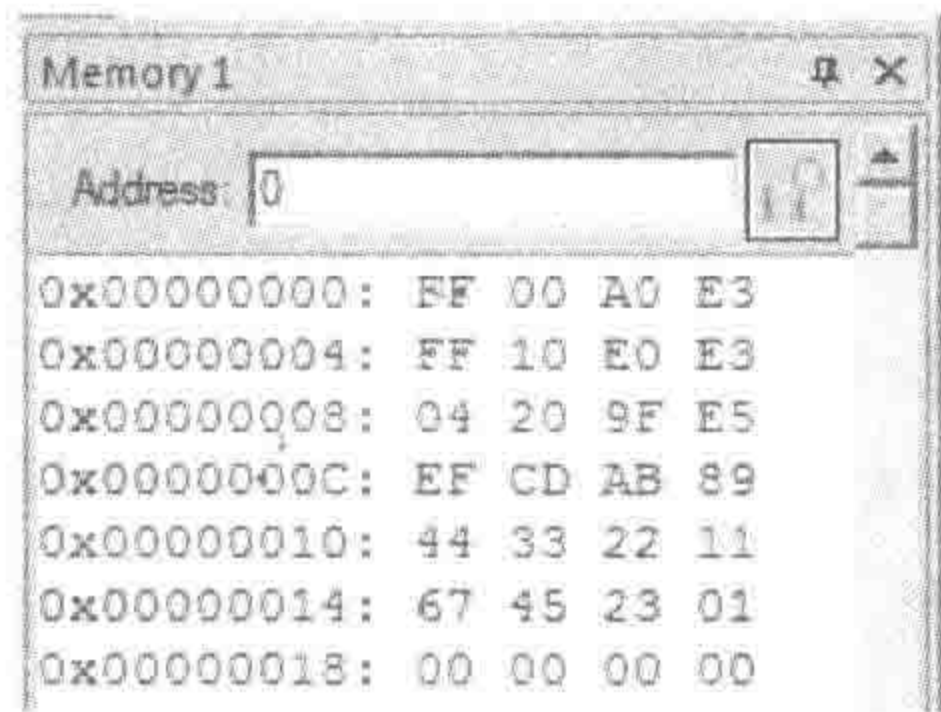 Memory 1
Address: 0
0x00000000: FF 00 A0 E3
0x00000004: FF 10 E0 E3
0x00000008: 04 20 9F E5
0x0000000C: EF CD AB 89
0x00000010: 44 33 22 11
0x00000014: 67 45 23 01
0x00000018: 00 00 00 00